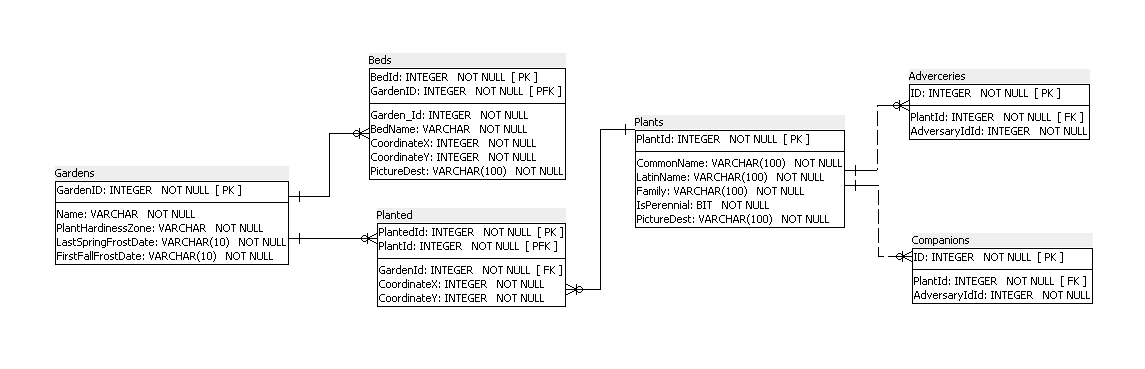 Beds
BedId: INTEGER NOT NULL [ PK ]
GardenID: INTEGER NOT NULL [ PFK ]
Garden_Id: INTEGER NOT NULL
BedName: VARCHAR NOT NULL
CoordinateX: INTEGER NOT NULL
CoordinateY: INTEGER NOT NULL
PictureDest: VARCHAR(100) NOT NULL
Adverceries
ID: INTEGER NOT NULL [ PK ]
PlantId: INTEGER NOT NULL [ FK ]
AdversaryIdId: INTEGER NOT NULL
Plants
PlantId: INTEGER NOT NULL [ PK ]
CommonName: VARCHAR(100) NOT NULL
LatinName: VARCHAR(100) NOT NULL
Family: VARCHAR(100) NOT NULL
IsPerennial: BIT NOT NULL
PictureDest: VARCHAR(100) NOT NULL
Gardens
GardenID: INTEGER NOT NULL [ PK ]
Name: VARCHAR NOT NULL
PlantHardinessZone: VARCHAR NOT NULL
LastSpringFrostDate: VARCHAR(10) NOT NULL
FirstFallFrostDate: VARCHAR(10) NOT NULL
Planted
PlantedId: INTEGER NOT NULL [ PK ]
PlantId: INTEGER NOT NULL [ PFK ]
GardenId: INTEGER NOT NULL [ FK ]
CoordinateX: INTEGER NOT NULL
CoordinateY: INTEGER NOT NULL
Companions
ID: INTEGER NOT NULL [ PK ]
PlantId: INTEGER NOT NULL [ FK ]
AdversaryIdId: INTEGER NOT NULL